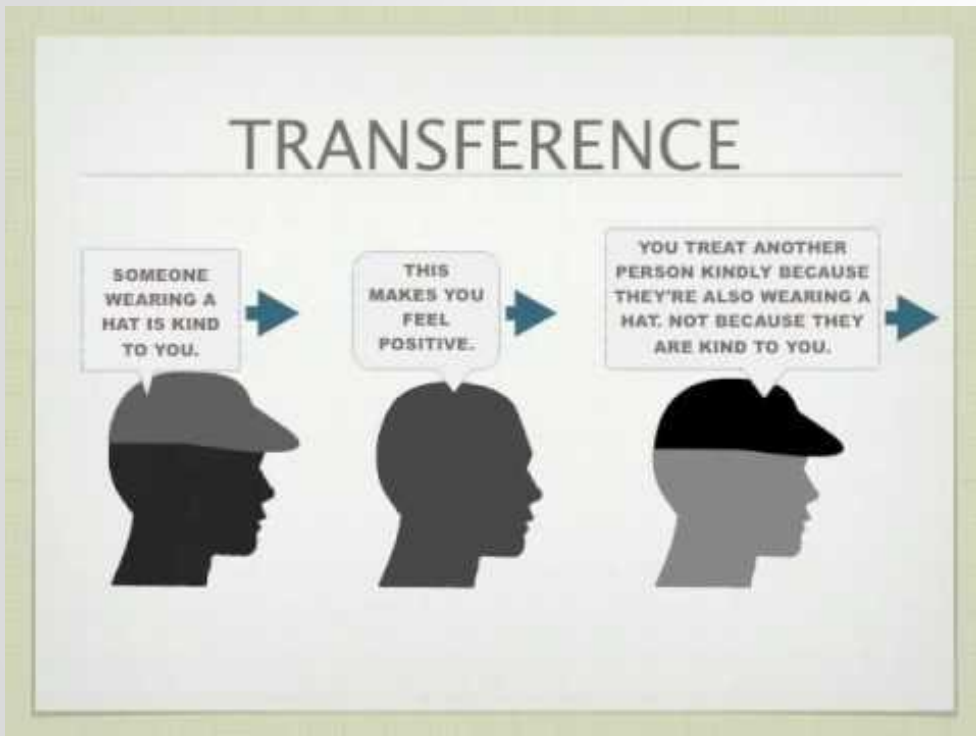 TRANSFERENCE
SOMEONE
WEARING A
HAT IS KIND
TO YOU.
THIS
MAKES YOU
FEEL
POSITIVE.
YOU TREAT ANOTHER
PERSON KINDLY BECAUSE
THEY'RE ALSO WEARING A
HAT. NOT BECAUSE THEY
ARE KIND TO YOU.